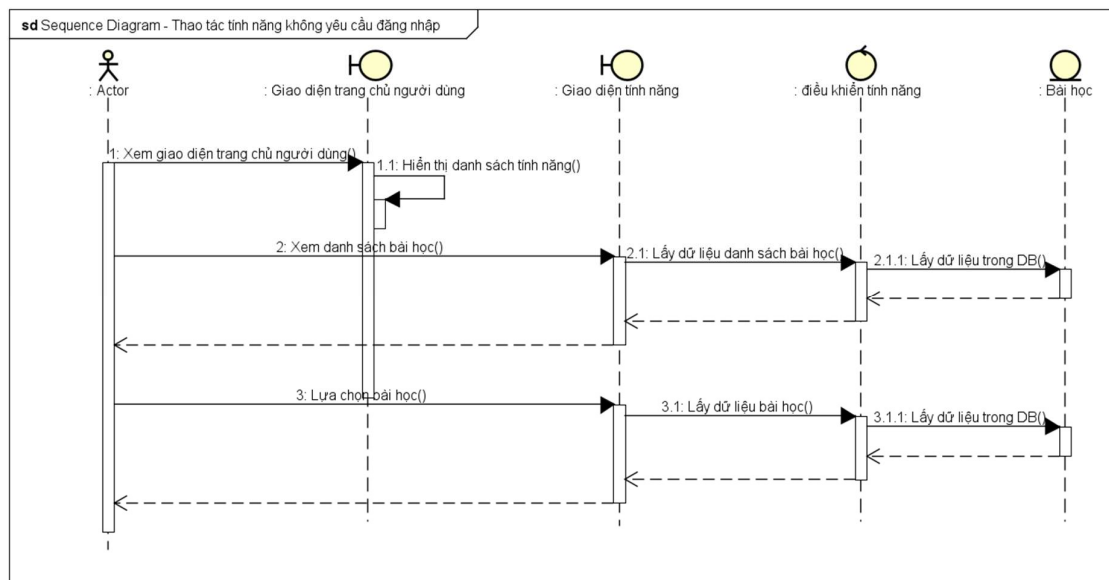 sd Sequence Diagram - Thao tác tính năng không yêu cầu đăng nhập
: Actor
: Giao diện trang chủ người dùng
: Giao diện tính năng
: điều khiển tính năng
: Bài học
1: Xem giao diện trang chủ người dùng()
1.1: Hiển thị danh sách tính năng()
2: Xem danh sách bài học()
2.1: Lấy dữ liệu danh sách bài học()
2.1.1: Lấy dữ liệu trong DB()
3: Lựa chọn bài học()
3.1: Lấy dữ liệu bài học()
3.1.1: Lấy dữ liệu trong DB()